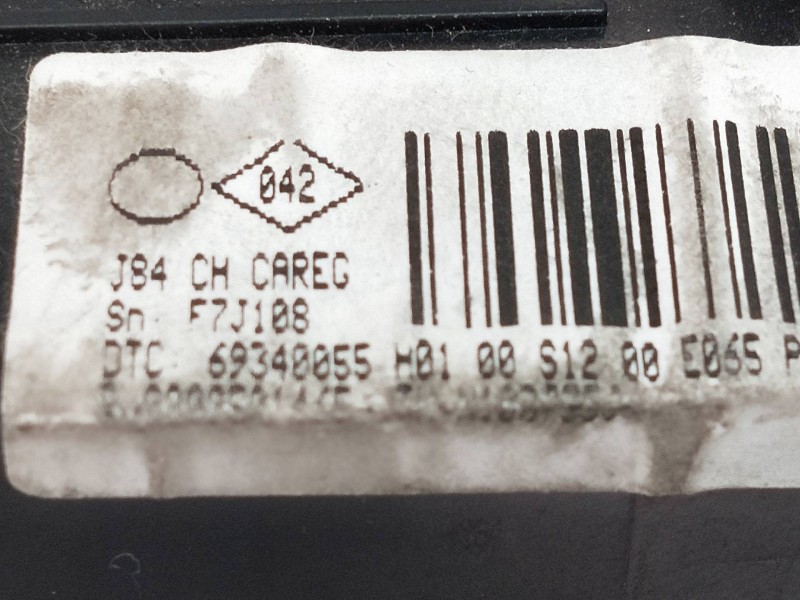 042
J84 CH CAREG
Sn F7J108
DTC 69340055 H01 00 S12 00 E065 P